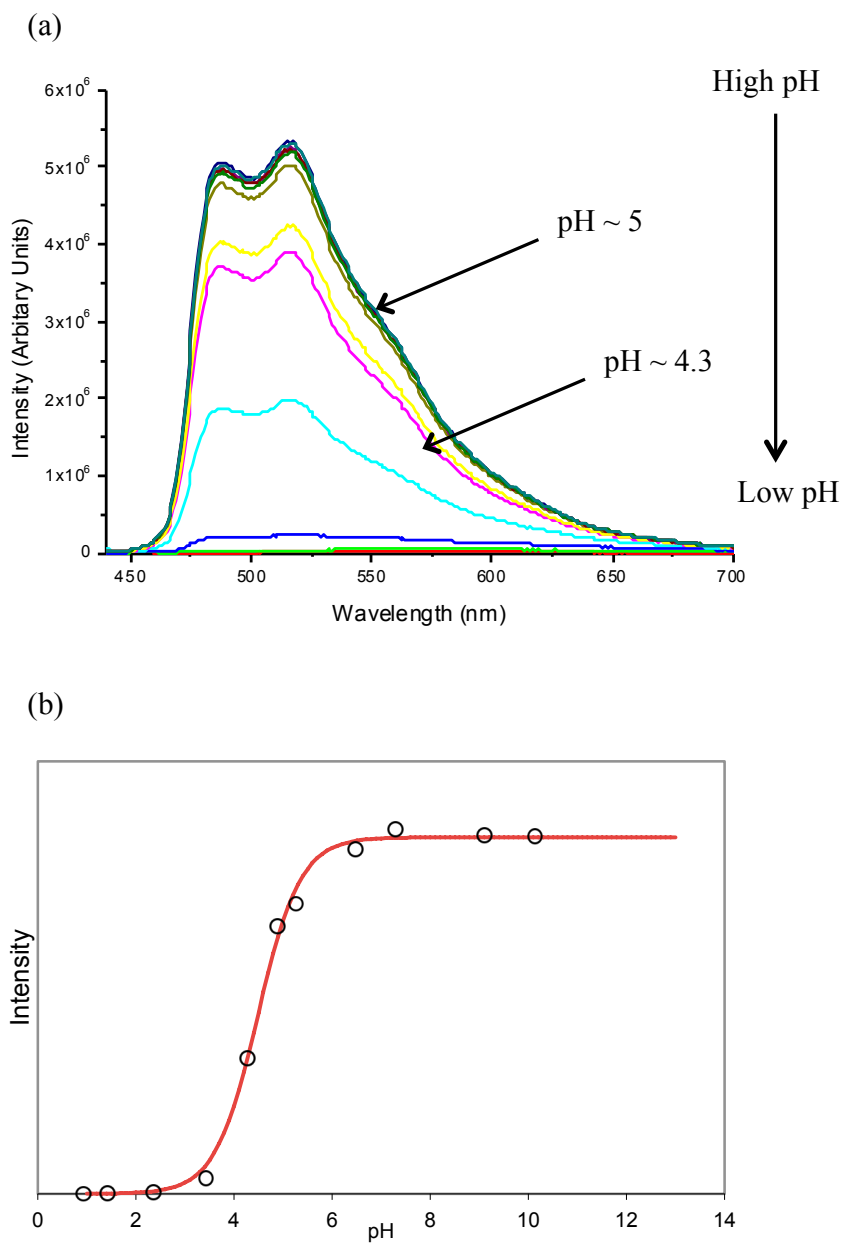 (a)
6x10⁶
5x10⁶
4x10⁶
3x10⁶
2x10⁶
1x10⁶
0
Intensity (Arbitary Units)
450 500 550 600 650 700
Wavelength (nm)
pH ~ 5
pH ~ 4.3
High pH
Low pH
(b)
Intensity
0 2 4 6 8 10 12 14
pH